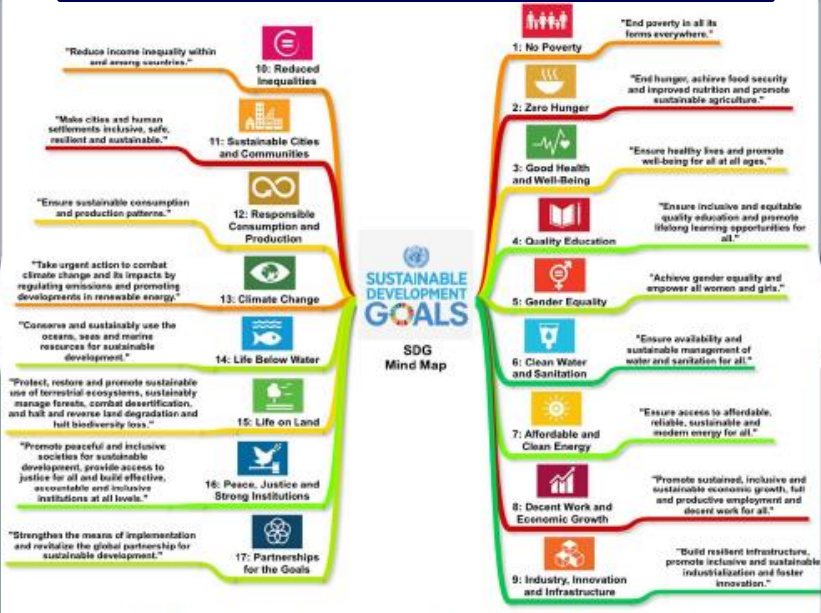 SUSTAINABLE
DEVELOPMENT
GOALS
SDG
Mind Map
1: No Poverty
"End poverty in all its
forms everywhere."
2: Zero Hunger
"End hunger, achieve food security
and improved nutrition and promote
sustainable agriculture."
3: Good Health
and Well-Being
"Ensure healthy lives and promote
well-being for all at all ages."
4: Quality Education
"Ensure inclusive and equitable
quality education and promote
lifelong learning opportunities for
all."
5: Gender Equality
"Achieve gender equality and
empower all women and girls."
6: Clean Water
and Sanitation
"Ensure availability and
sustainable management of
water and sanitation for all."
7: Affordable and
Clean Energy
"Ensure access to affordable,
reliable, sustainable and
modern energy for all."
8: Decent Work and
Economic Growth
"Promote sustained, inclusive and
sustainable economic growth, full
and productive employment and
decent work for all."
9: Industry, Innovation
and Infrastructure
"Build resilient infrastructure,
promote inclusive and sustainable
industrialization and foster
innovation."
10: Reduced
Inequalities
"Reduce income inequality within
and among countries."
11: Sustainable Cities
and Communities
"Make cities and human
settlements inclusive, safe,
resilient and sustainable."
12: Responsible
Consumption and
Production
"Ensure sustainable consumption
and production patterns."
13: Climate Change
"Take urgent action to combat
climate change and its impacts by
regulating emissions and promoting
developments in renewable energy."
14: Life Below Water
"Conserve and sustainably use the
oceans, seas and marine
resources for sustainable
development."
15: Life on Land
"Protect, restore and promote sustainable
use of terrestrial ecosystems, sustainably
manage forests, combat desertification,
and halt and reverse land degradation and
halt biodiversity loss."
16: Peace, Justice and
Strong Institutions
"Promote peaceful and inclusive
societies for sustainable
development, provide access to
justice for all and build effective,
accountable and inclusive
institutions at all levels."
17: Partnerships
for the Goals
"Strengthen the means of implementation
and revitalize the global partnership for
sustainable development."